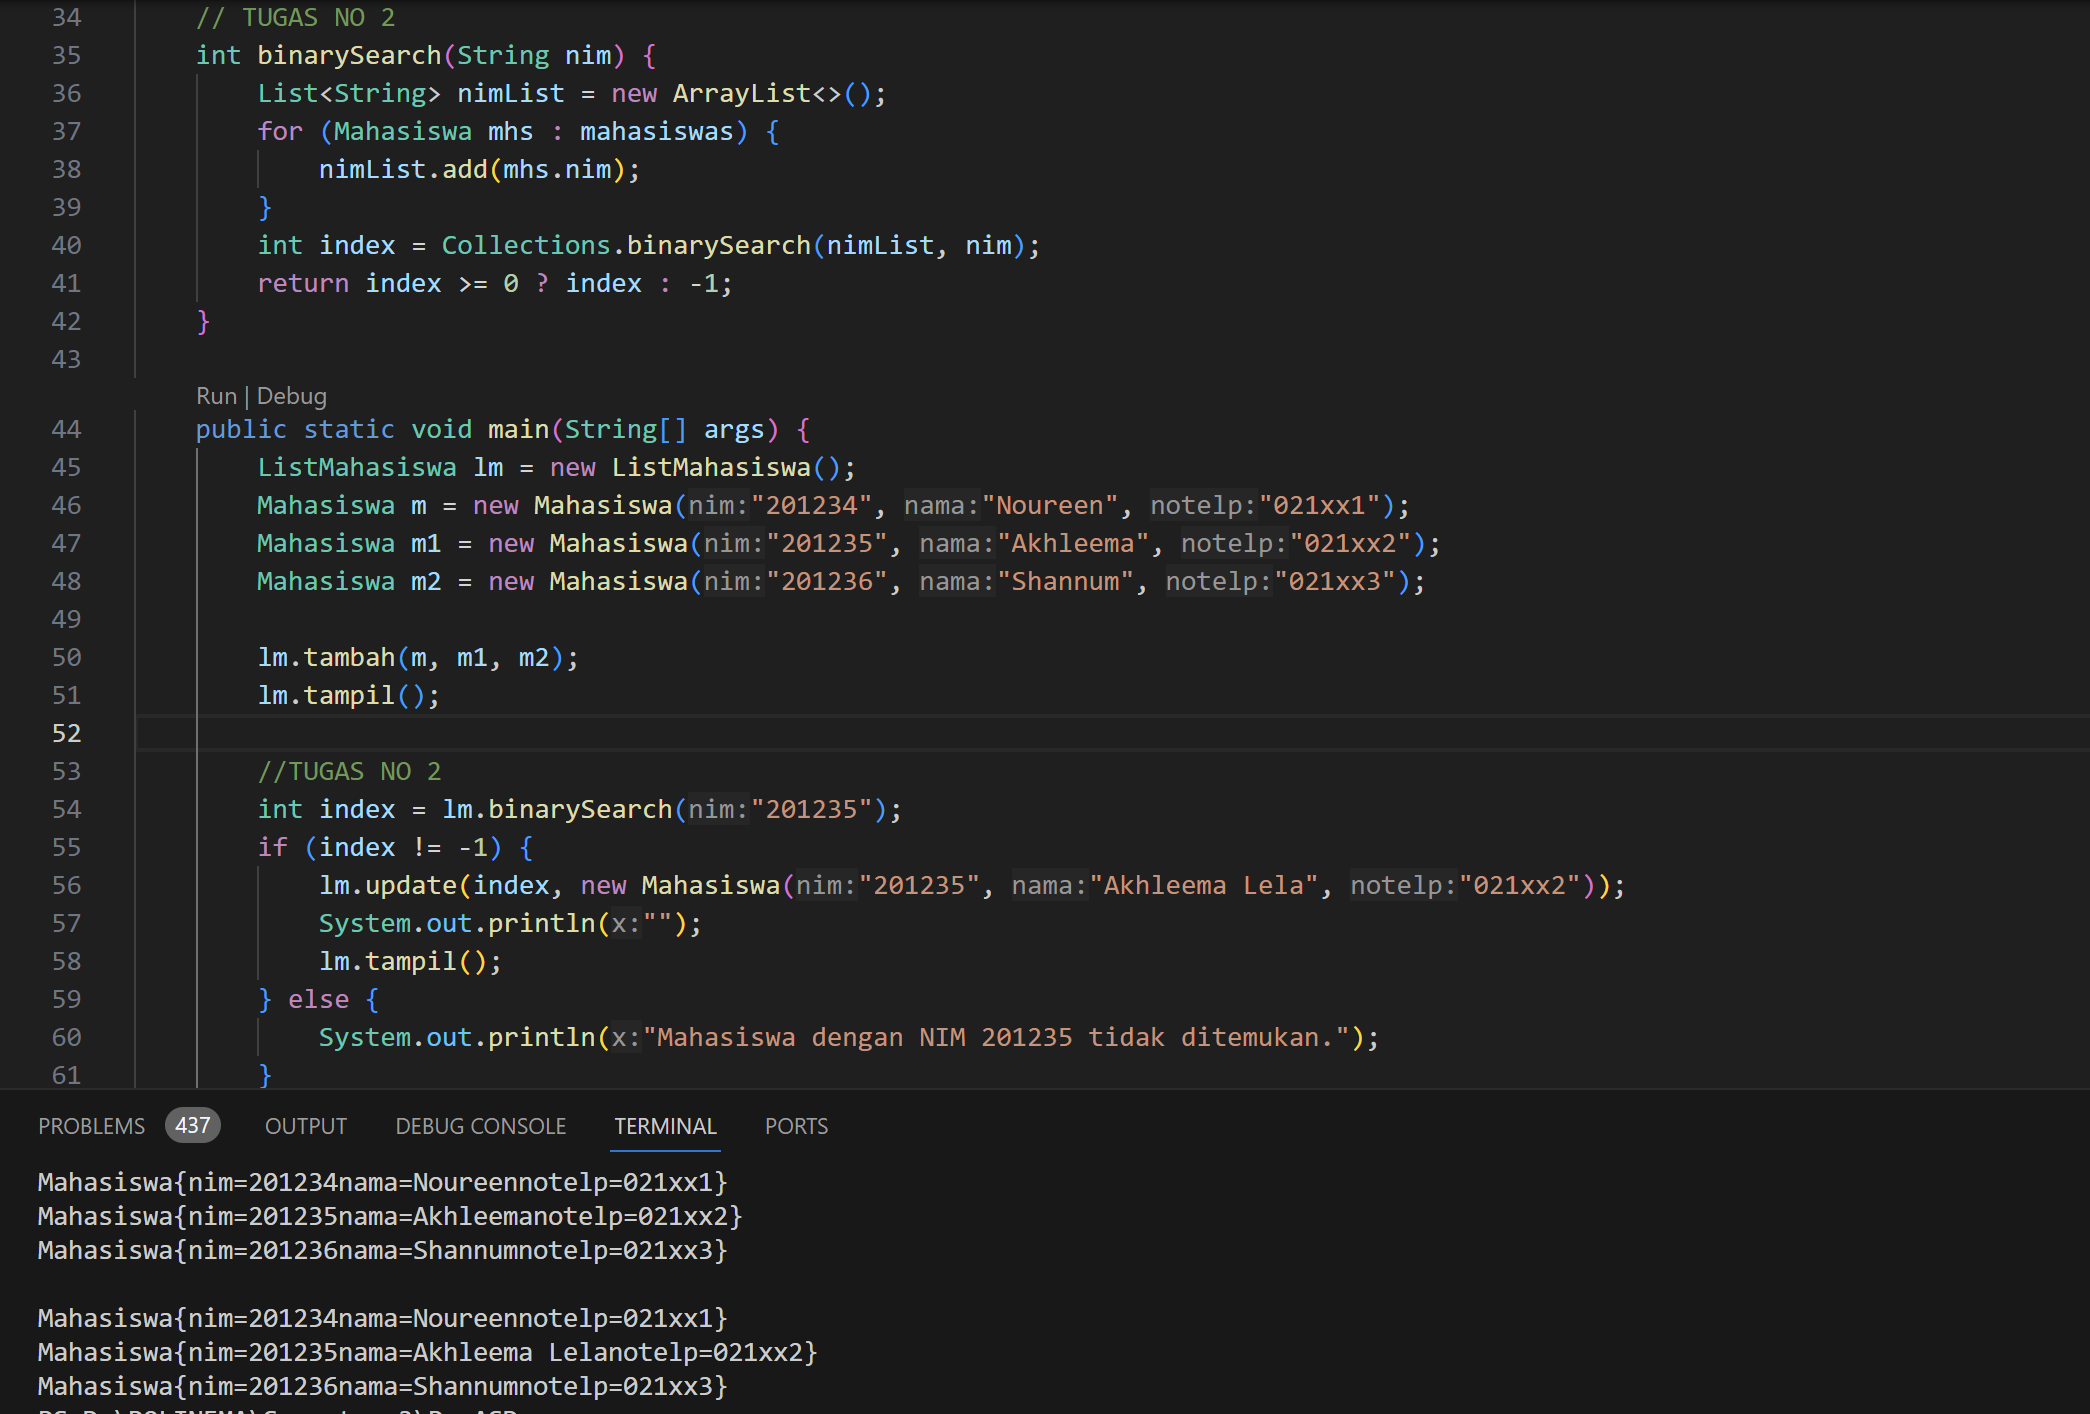 34 // TUGAS NO 2
35 int binarySearch(String nim) {
36 List<String> nimList = new ArrayList<>();
37 for (Mahasiswa mhs : mahasiswas) {
38 nimList.add(mhs.nim);
39 }
40 int index = Collections.binarySearch(nimList, nim);
41 return index >= 0 ? index : -1;
42 }
43
Run | Debug
44 public static void main(String[] args) {
45 ListMahasiswa lm = new ListMahasiswa();
46 Mahasiswa m = new Mahasiswa(nim:"201234", nama:"Noureen", notelp:"021xx1");
47 Mahasiswa m1 = new Mahasiswa(nim:"201235", nama:"Akhleema", notelp:"021xx2");
48 Mahasiswa m2 = new Mahasiswa(nim:"201236", nama:"Shannum", notelp:"021xx3");
49
50 lm.tambah(m, m1, m2);
51 lm.tampil();
52
53 //TUGAS NO 2
54 int index = lm.binarySearch(nim:"201235");
55 if (index != -1) {
56 lm.update(index, new Mahasiswa(nim:"201235", nama:"Akhleema Lela", notelp:"021xx2"));
57 System.out.println(x:"");
58 lm.tampil();
59 } else {
60 System.out.println(x:"Mahasiswa dengan NIM 201235 tidak ditemukan.");
61 }
PROBLEMS 437 OUTPUT DEBUG CONSOLE TERMINAL PORTS
Mahasiswa{nim=201234nama=Noureennotelp=021xx1}
Mahasiswa{nim=201235nama=Akhleemanotelp=021xx2}
Mahasiswa{nim=201236nama=Shannumnotelp=021xx3}
Mahasiswa{nim=201234nama=Noureennotelp=021xx1}
Mahasiswa{nim=201235nama=Akhleema Lelanotelp=021xx2}
Mahasiswa{nim=201236nama=Shannumnotelp=021xx3}